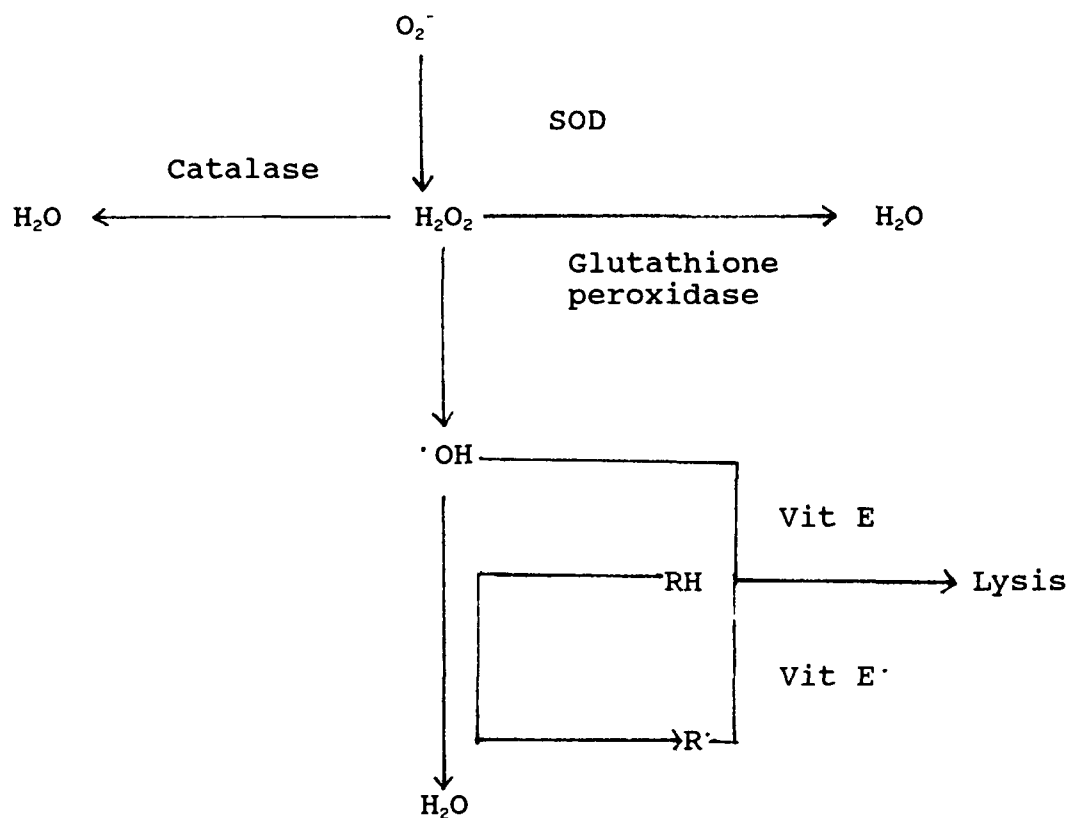 O₂⁻
SOD
Catalase
H₂O
H₂O₂
H₂O
Glutathione
peroxidase
·OH
Vit E
RH
Lysis
Vit E·
R·
H₂O